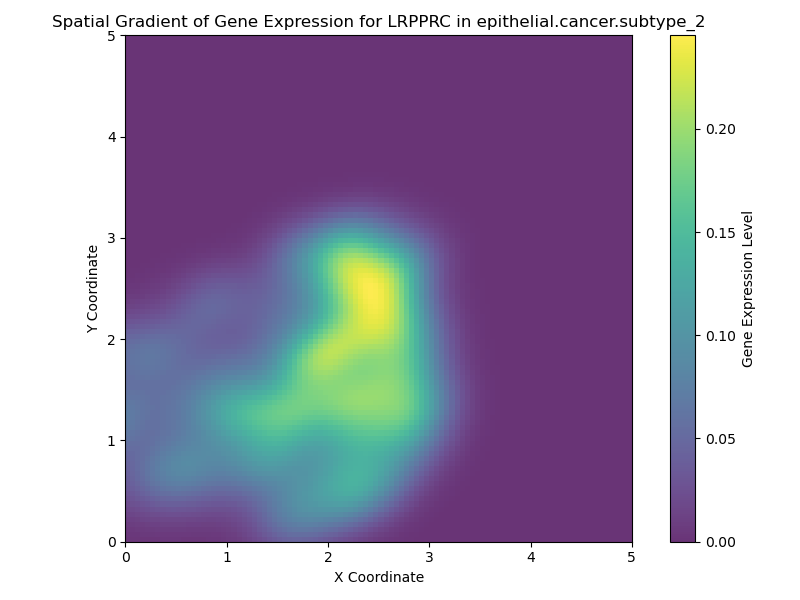 Spatial Gradient of Gene Expression for LRPPRC in epithelial.cancer.subtype_2
5
4
3
2
1
0
0 1 2 3 4 5
Y Coordinate
X Coordinate
0.20
0.15
0.10
0.05
0.00
Gene Expression Level